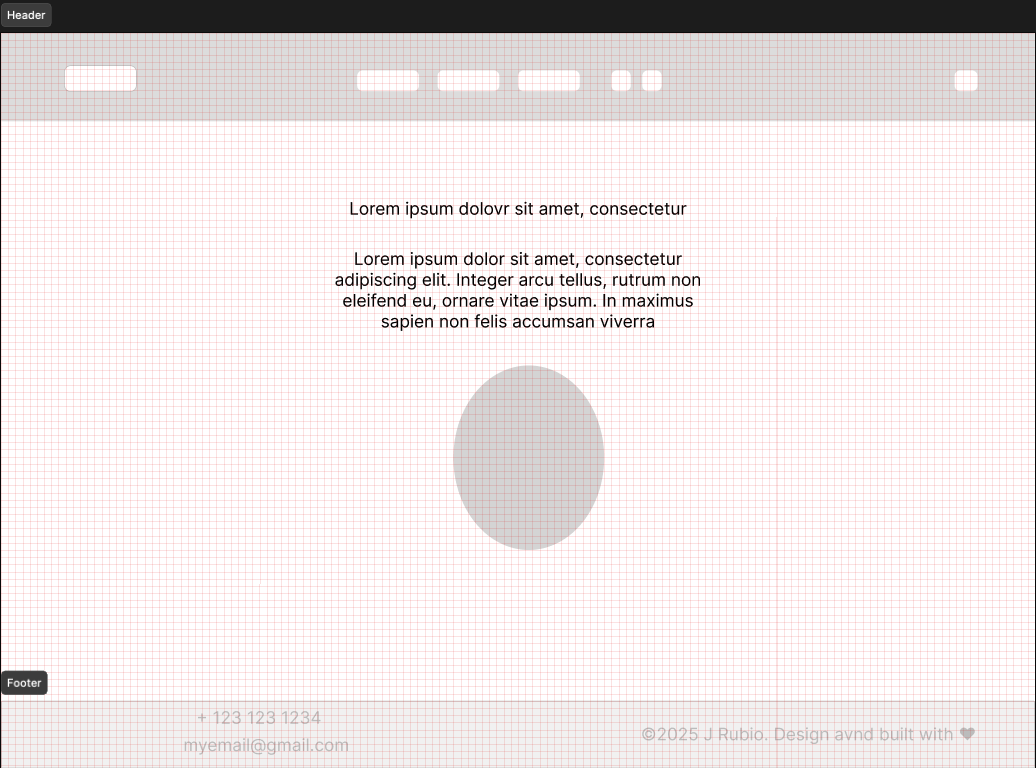 Header
Lorem ipsum dolovr sit amet, consectetur
Lorem ipsum dolor sit amet, consectetur
adipiscing elit. Integer arcu tellus, rutrum non
eleifend eu, ornare vitae ipsum. In maximus
sapien non felis accumsan viverra
Footer
+ 123 123 1234
myemail@gmail.com
©2025 J Rubio. Design avnd built with ♥